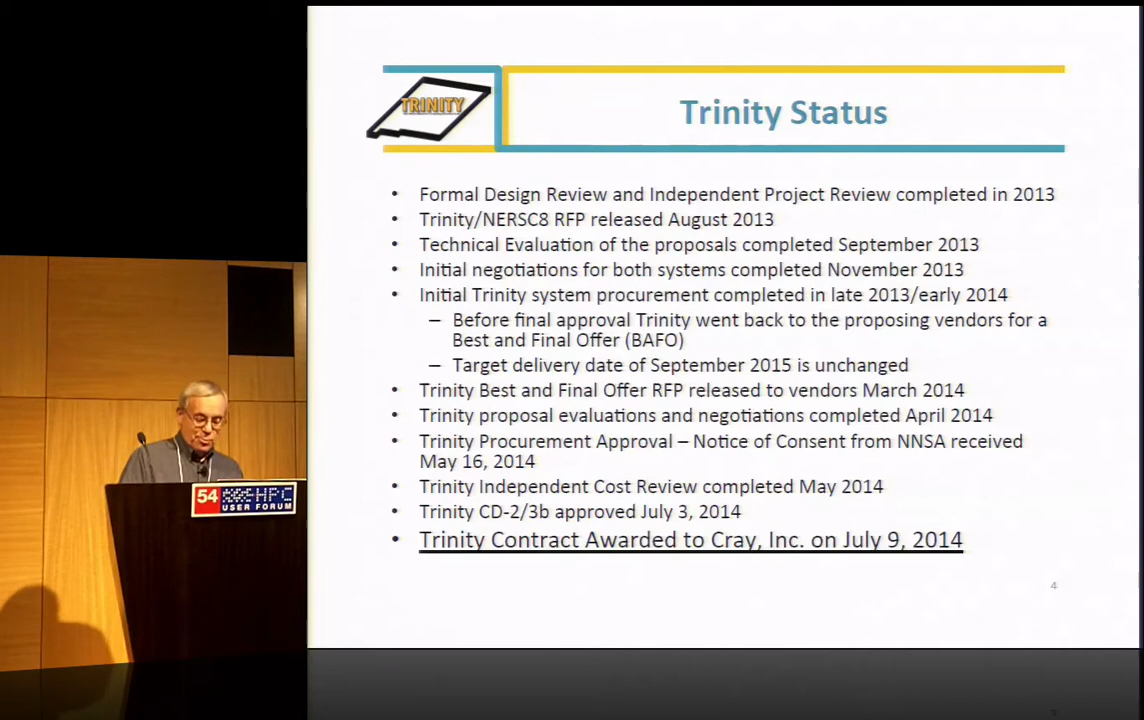 TRINITY
Trinity Status
• Formal Design Review and Independent Project Review completed in 2013
• Trinity/NERSC8 RFP released August 2013
• Technical Evaluation of the proposals completed September 2013
• Initial negotiations for both systems completed November 2013
• Initial Trinity system procurement completed in late 2013/early 2014
– Before final approval Trinity went back to the proposing vendors for a
Best and Final Offer (BAFO)
– Target delivery date of September 2015 is unchanged
• Trinity Best and Final Offer RFP released to vendors March 2014
• Trinity proposal evaluations and negotiations completed April 2014
• Trinity Procurement Approval – Notice of Consent from NNSA received
May 16, 2014
• Trinity Independent Cost Review completed May 2014
• Trinity CD-2/3b approved July 3, 2014
• Trinity Contract Awarded to Cray, Inc. on July 9, 2014
4
54 HPC
USER FORUM